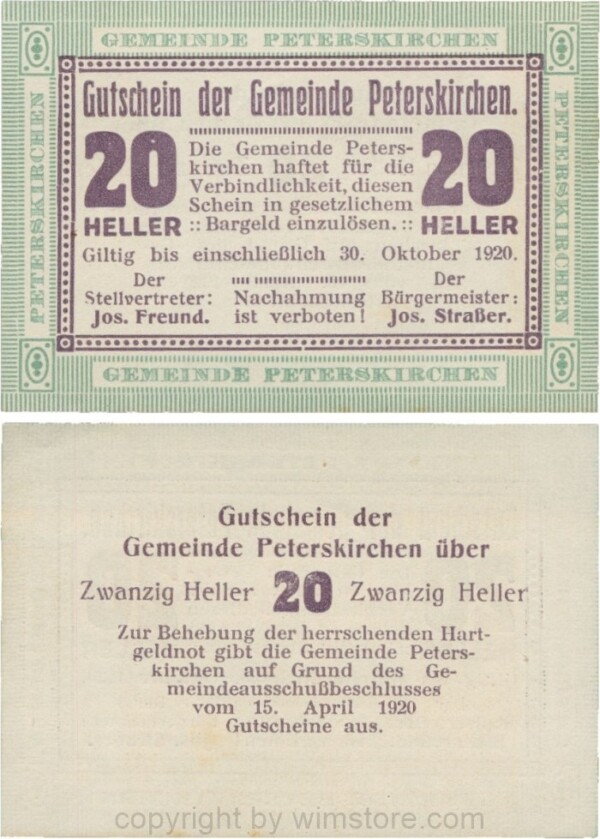 GEMEINDE PETERSKIRCHEN
PETERSKIRCHEN
PETERSKIRCHEN
Gutschein der Gemeinde Peterskirchen.
20
HELLER
Die Gemeinde Peters-
kirchen haftet für die
Verbindlichkeit, diesen
Schein in gesetzlichem
:: Bargeld einzulösen. ::
20
HELLER
Giltig bis einschließlich 30. Oktober 1920.
Der
Stellvertreter:
Jos. Freund.
Nachahmung
ist verboten!
Der
Bürgermeister:
Jos. Straßer.
GEMEINDE PETERSKIRCHEN
Gutschein der
Gemeinde Peterskirchen über
Zwanzig Heller 20 Zwanzig Heller
Zur Behebung der herrschenden Hart-
geldnot gibt die Gemeinde Peters-
kirchen auf Grund des Ge-
meindeausschußbeschlusses
vom 15. April 1920
Gutscheine aus.
copyright by wimstore.com